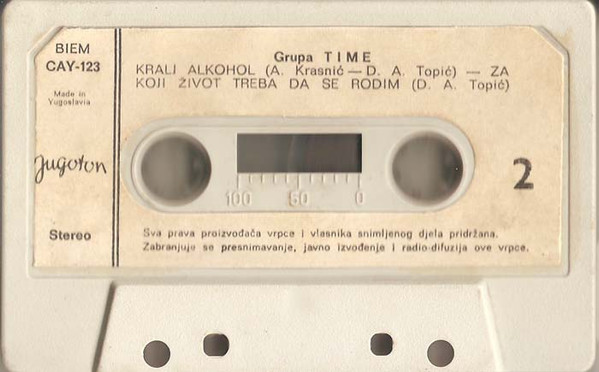 BIEM
CAY-123
Made in
Yugoslavia
Jugoton
Stereo
Grupa TIME
KRALJ ALKOHOL (A. Krasnić — D. A. Topić) — ZA
KOJI ŽIVOT TREBA DA SE RODIM (D. A. Topić)
100 50 0
2
Sva prava proizvođača vrpce i vlasnika snimljenog djela pridržana.
Zabranjuje se presnimavanje, javno izvođenje i radio-difuzija ove vrpce.